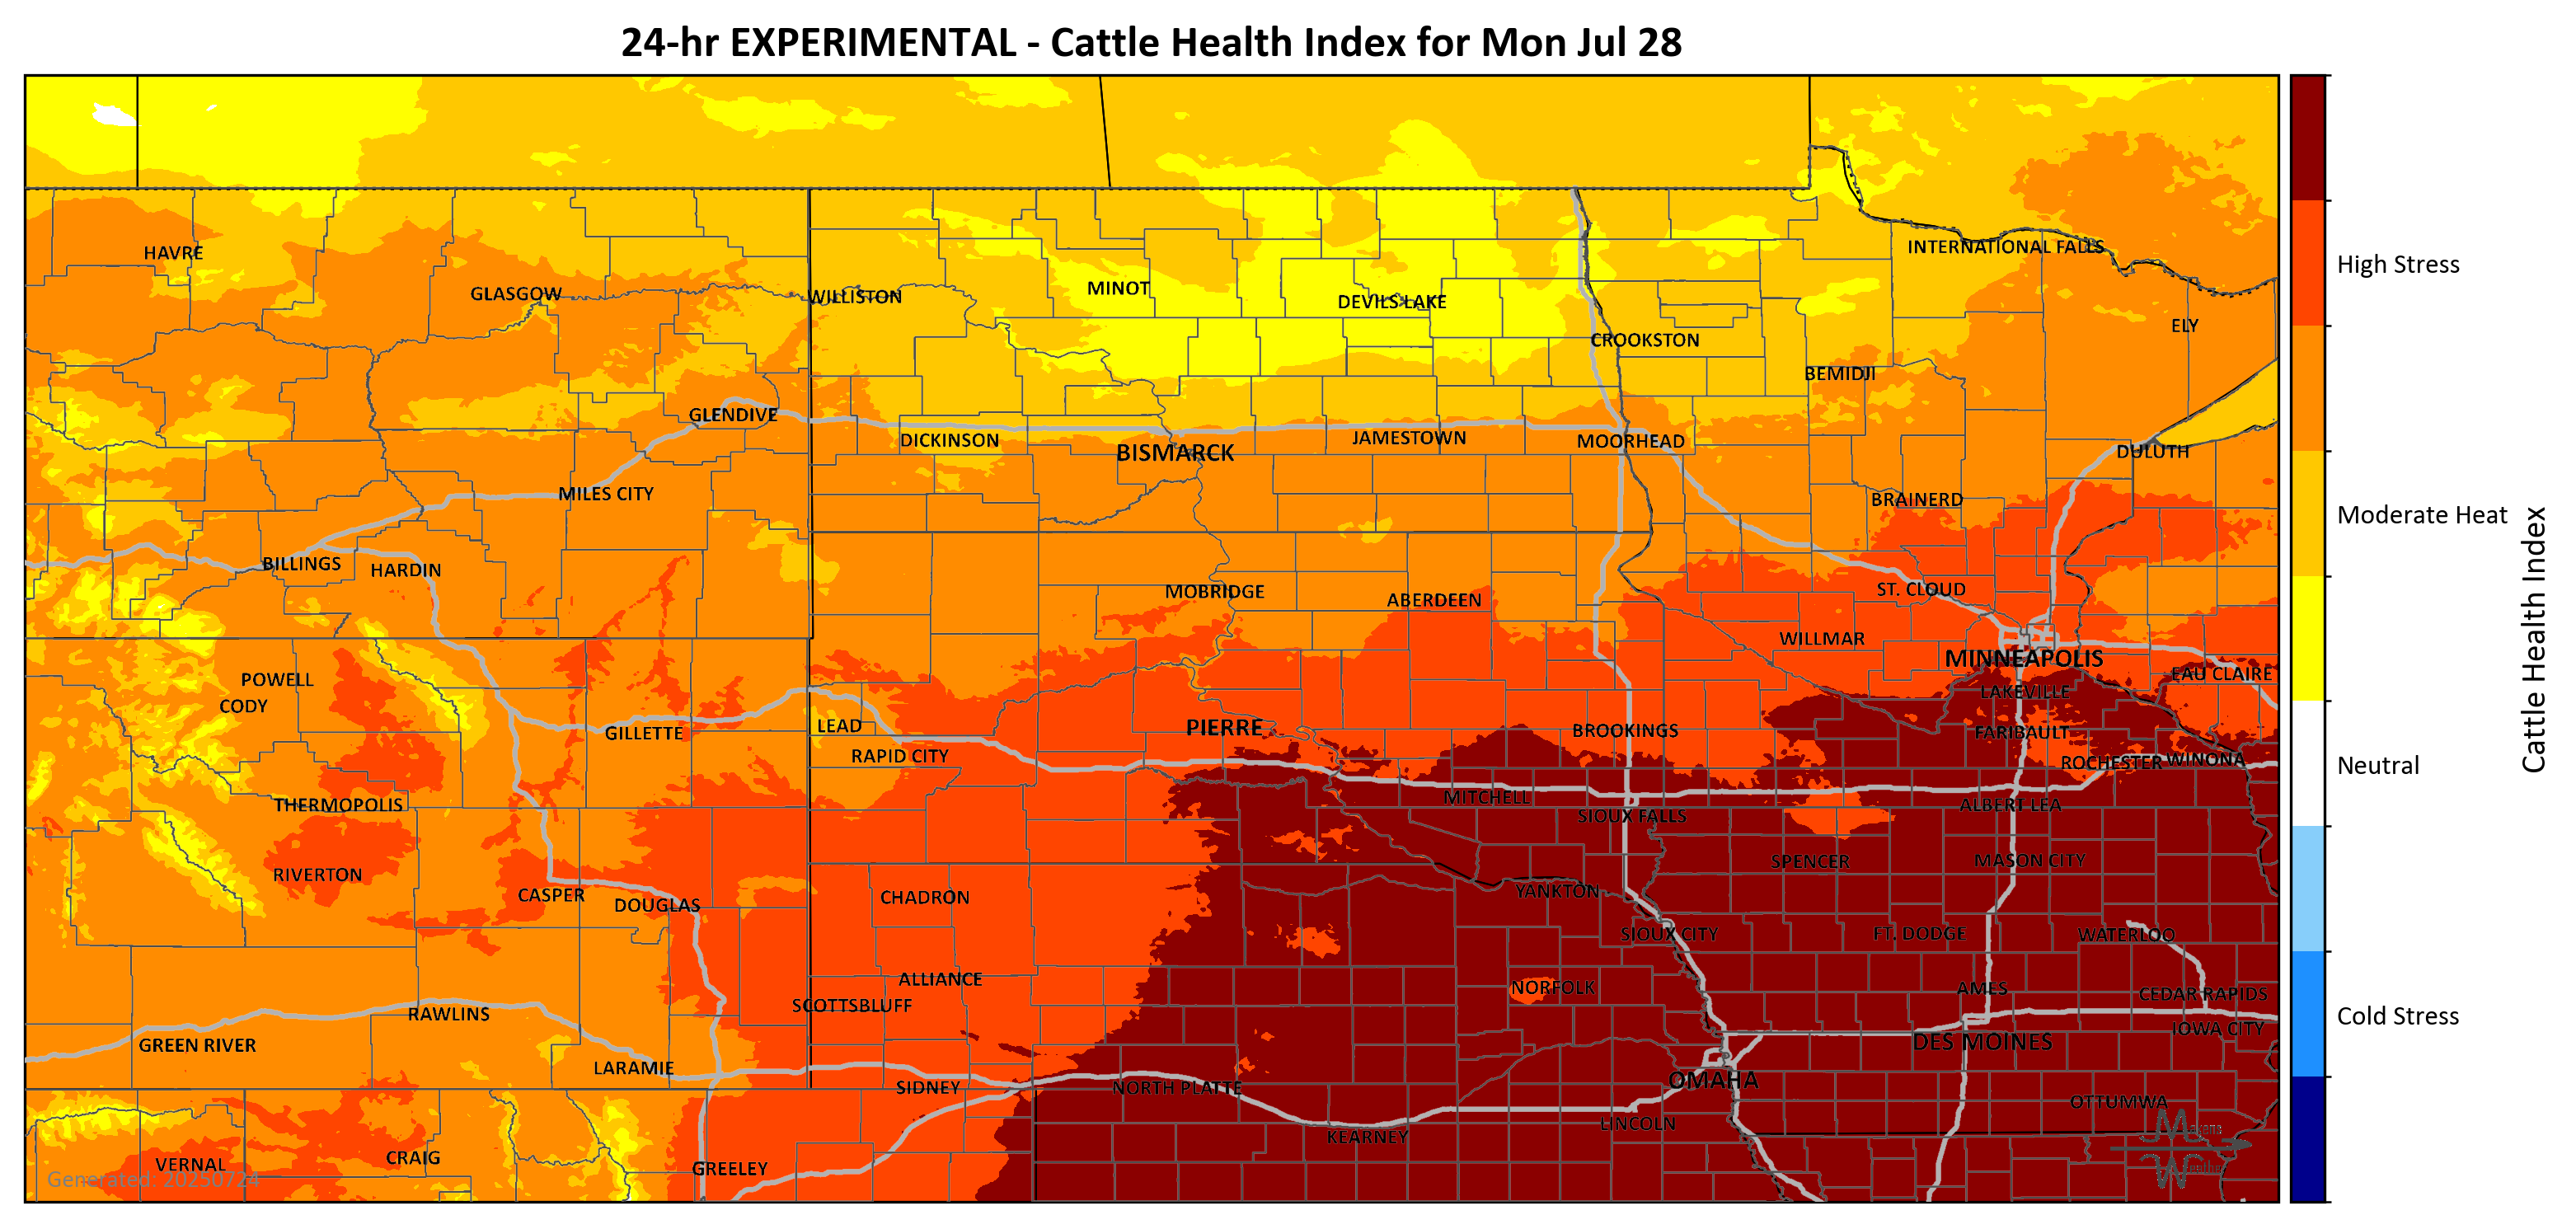 24-hr EXPERIMENTAL - Cattle Health Index for Mon Jul 28
HAVRE
INTERNATIONAL FALLS
GLASGOW
WILLISTON
MINOT
DEVILS LAKE
ELY
CROOKSTON
BEMIDJI
GLENDIVE
DICKINSON
BISMARCK
JAMESTOWN
MOORHEAD
DULUTH
MILES CITY
BRAINERD
BILLINGS
HARDIN
MOBRIDGE
ABERDEEN
ST. CLOUD
WILLMAR
MINNEAPOLIS
EAU CLAIRE
POWELL
CODY
LAKEVILLE
GILLETTE
LEAD
PIERRE
BROOKINGS
FARIBAULT
RAPID CITY
ROCHESTER
WINONA
THERMOPOLIS
MITCHELL
SIOUX FALLS
ALBERT LEA
RIVERTON
SPENCER
MASON CITY
CASPER
DOUGLAS
CHADRON
YANKTON
SIOUX CITY
FT. DODGE
WATERLOO
ALLIANCE
SCOTTSBLUFF
NORFOLK
AMES
CEDAR RAPIDS
RAWLINS
GREEN RIVER
IOWA CITY
DES MOINES
LARAMIE
SIDNEY
NORTH PLATTE
OMAHA
OTTUMWA
LINCOLN
KEARNEY
VERNAL
CRAIG
GREELEY
Generated: 20250724
High Stress
Moderate Heat
Neutral
Cold Stress
Cattle Health Index